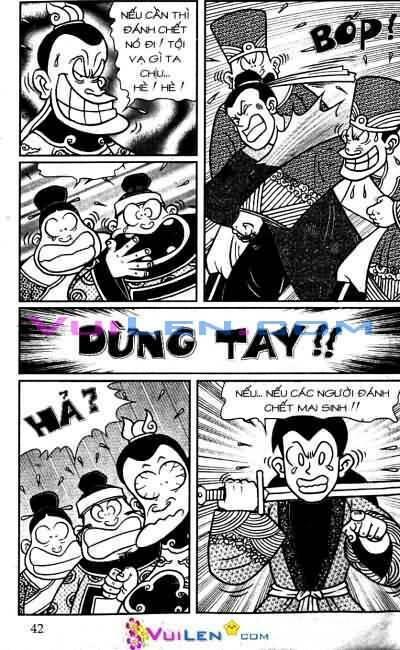 NẾU CẦN THÌ
ĐÁNH CHẾT
NÓ ĐI! TỘI
VẠ GÌ TA
CHỊU...
HÈ! HÈ!
BỐP!
VUILEN.COM
DỪNG TAY!!
HẢ?
NẾU... NẾU CÁC NGƯỜI ĐÁNH
CHẾT MAI SINH!
42
VUILEN.COM